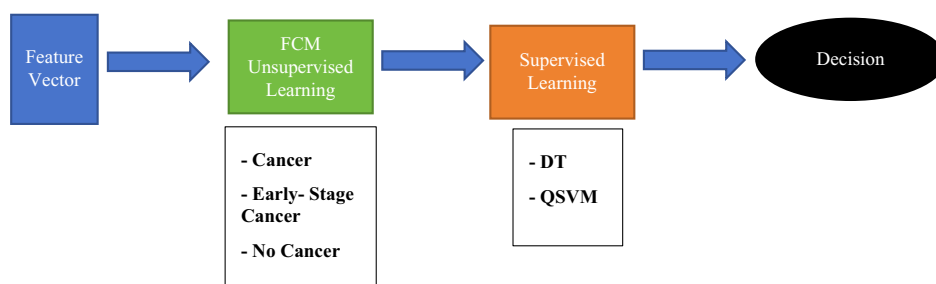 Feature
Vector
FCM
Unsupervised
Learning
Supervised
Learning
Decision
- Cancer
- Early- Stage
Cancer
- No Cancer
- DT
- QSVM